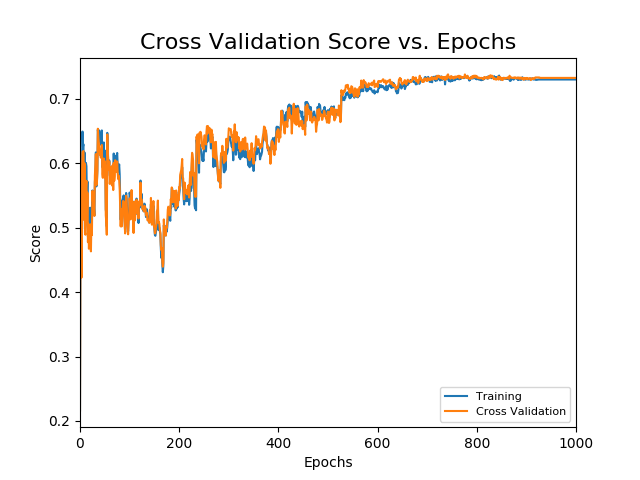 Cross Validation Score vs. Epochs
0.7
0.6
0.5
0.4
0.3
0.2
Score
0 200 400 600 800 1000
Epochs
Training
Cross Validation